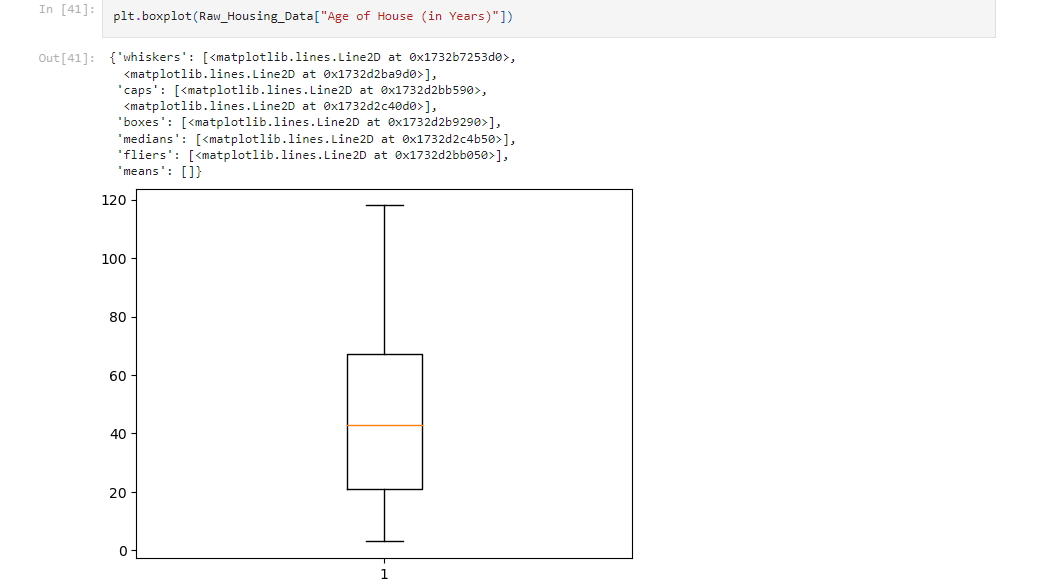 In [41]: plt.boxplot(Raw_Housing_Data["Age of House (in Years)"])
Out[41]: {'whiskers': [<matplotlib.lines.Line2D at 0x1732b7253d0>,
<matplotlib.lines.Line2D at 0x1732d2ba9d0>],
'caps': [<matplotlib.lines.Line2D at 0x1732d2bb590>,
<matplotlib.lines.Line2D at 0x1732d2c40d0>],
'boxes': [<matplotlib.lines.Line2D at 0x1732d2b9290>],
'medians': [<matplotlib.lines.Line2D at 0x1732d2c4b50>],
'fliers': [<matplotlib.lines.Line2D at 0x1732d2bb050>],
'means': []}
120
100
80
60
40
20
0
1